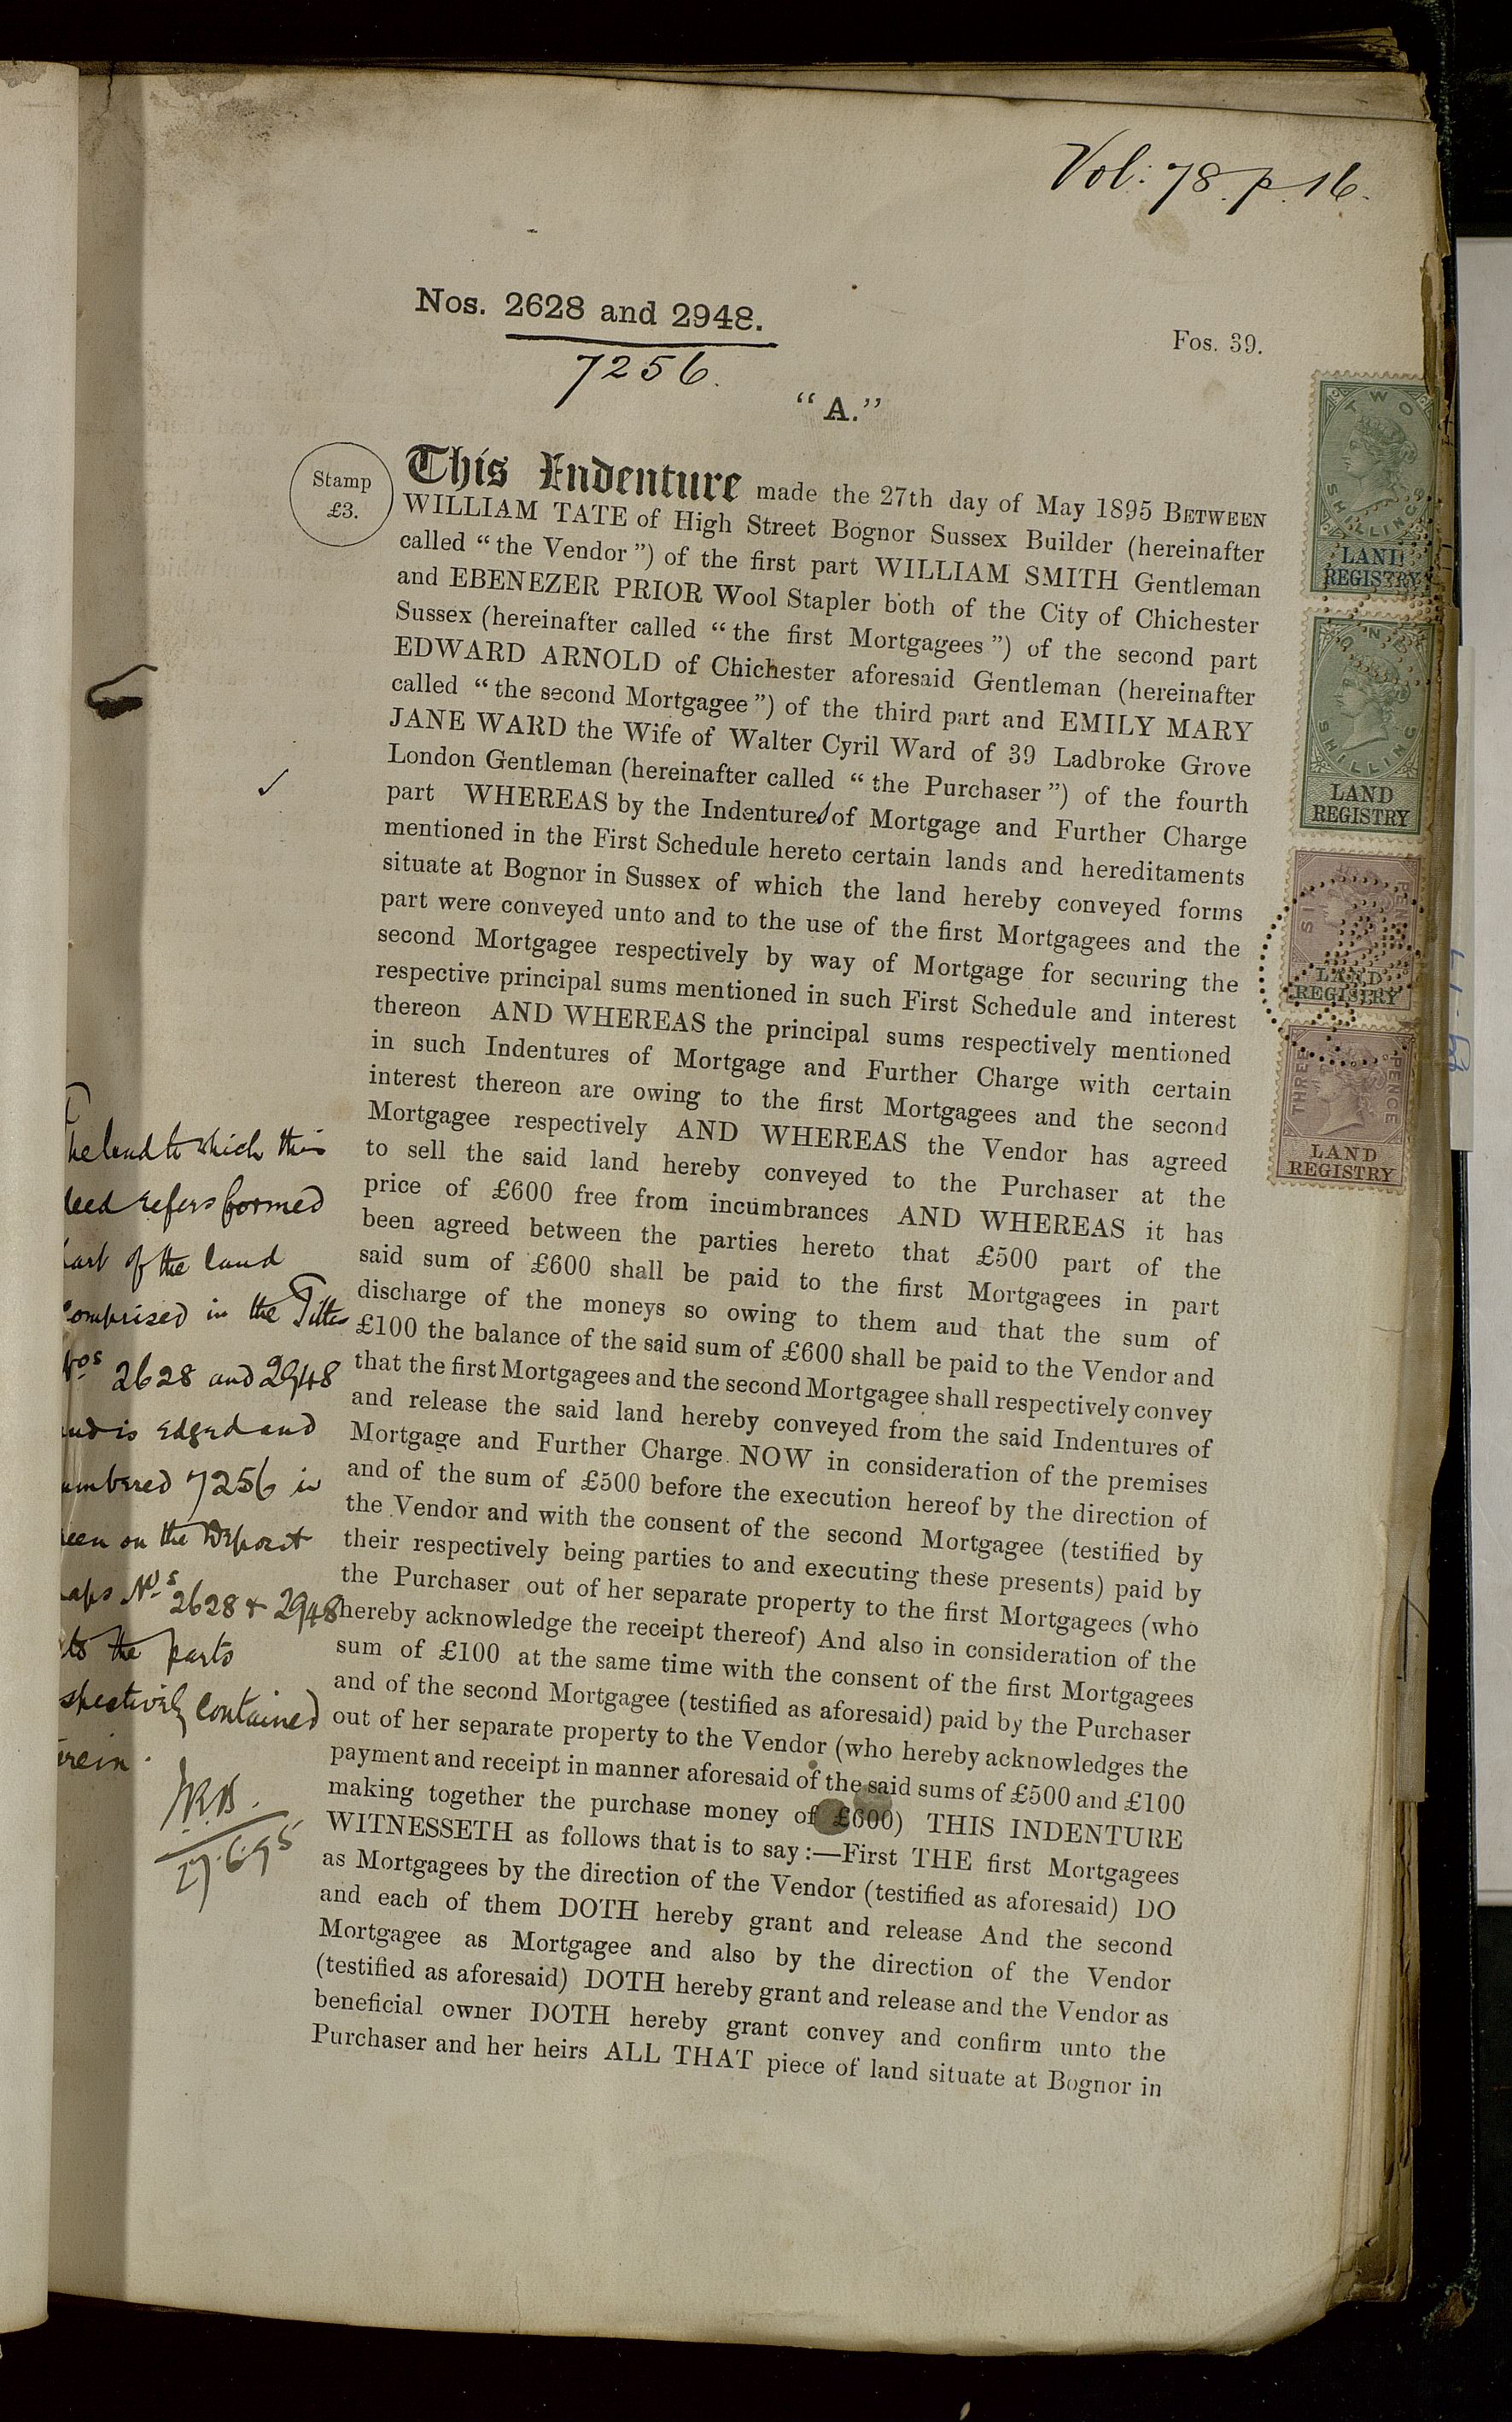 Vol: 78. p. 16.
Nos. 2628 and 2948.
7256.
Fos. 39.
“A.”
Stamp
£3.
This Indenture made the 27th day of May 1895 BETWEEN
WILLIAM TATE of High Street Bognor Sussex Builder (hereinafter
called “the Vendor”) of the first part WILLIAM SMITH Gentleman
and EBENEZER PRIOR Wool Stapler both of the City of Chichester
Sussex (hereinafter called “the first Mortgagees”) of the second part
EDWARD ARNOLD of Chichester aforesaid Gentleman (hereinafter
called “the second Mortgagee”) of the third part and EMILY MARY
JANE WARD the Wife of Walter Cyril Ward of 39 Ladbroke Grove
London Gentleman (hereinafter called “the Purchaser”) of the fourth
part WHEREAS by the Indentures of Mortgage and Further Charge
mentioned in the First Schedule hereto certain lands and hereditaments
situate at Bognor in Sussex of which the land hereby conveyed forms
part were conveyed unto and to the use of the first Mortgagees and the
second Mortgagee respectively by way of Mortgage for securing the
respective principal sums mentioned in such First Schedule and interest
thereon AND WHEREAS the principal sums respectively mentioned
in such Indentures of Mortgage and Further Charge with certain
interest thereon are owing to the first Mortgagees and the second
Mortgagee respectively AND WHEREAS the Vendor has agreed
to sell the said land hereby conveyed to the Purchaser at the
price of £600 free from incumbrances AND WHEREAS it has
been agreed between the parties hereto that £500 part of the
said sum of £600 shall be paid to the first Mortgagees in part
discharge of the moneys so owing to them and that the sum of
£100 the balance of the said sum of £600 shall be paid to the Vendor and
that the first Mortgagees and the second Mortgagee shall respectively convey
and release the said land hereby conveyed from the said Indentures of
Mortgage and Further Charge. NOW in consideration of the premises
and of the sum of £500 before the execution hereof by the direction of
the Vendor and with the consent of the second Mortgagee (testified by
their respectively being parties to and executing these presents) paid by
the Purchaser out of her separate property to the first Mortgagees (who
hereby acknowledge the receipt thereof) And also in consideration of the
sum of £100 at the same time with the consent of the first Mortgagees
and of the second Mortgagee (testified as aforesaid) paid by the Purchaser
out of her separate property to the Vendor (who hereby acknowledges the
payment and receipt in manner aforesaid of the said sums of £500 and £100
making together the purchase money of £600) THIS INDENTURE
WITNESSETH as follows that is to say:—First THE first Mortgagees
as Mortgagees by the direction of the Vendor (testified as aforesaid) DO
and each of them DOTH hereby grant and release And the second
Mortgagee as Mortgagee and also by the direction of the Vendor
(testified as aforesaid) DOTH hereby grant and release and the Vendor as
beneficial owner DOTH hereby grant convey and confirm unto the
Purchaser and her heirs ALL THAT piece of land situate at Bognor in
The land to which this
deed refers formed
part of the land
comprised in the Titles
Nos 2628 and 2948
and is edged and
numbered 7256 in
green on the Deposit
maps Nos 2628 & 2948
to the parts
respectively contained
therein.
27.6.95
TWO
SHILLINGS
LAND
REGISTRY
ONE
SHILLING
LAND
REGISTRY
SIX
PENCE
LAND
REGISTRY
THREE
PENCE
LAND
REGISTRY